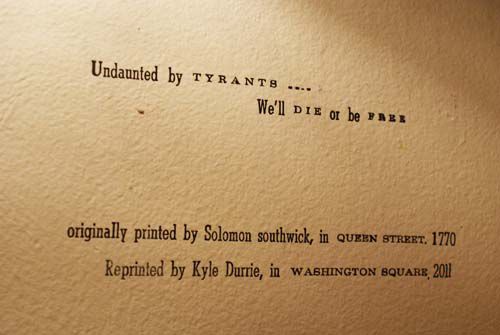 Undaunted by TYRANTS ....
We'll DIE or be FREE
originally printed by Solomon southwick, in QUEEN STREET. 1770
Reprinted by Kyle Durrie, in WASHINGTON SQUARE, 2011